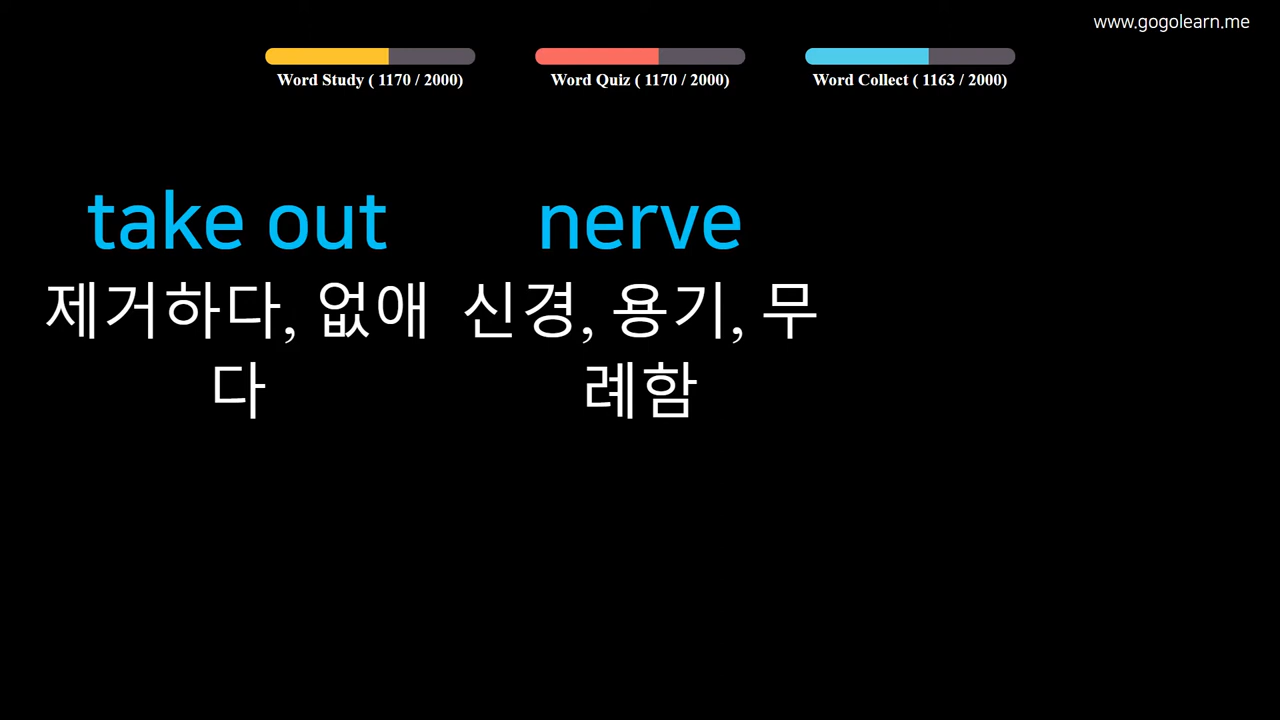 www.gogolearn.me
Word Study ( 1170 / 2000)
Word Quiz ( 1170 / 2000)
Word Collect ( 1163 / 2000)
take out
제거하다, 없애
다
nerve
신경, 용기, 무
례함